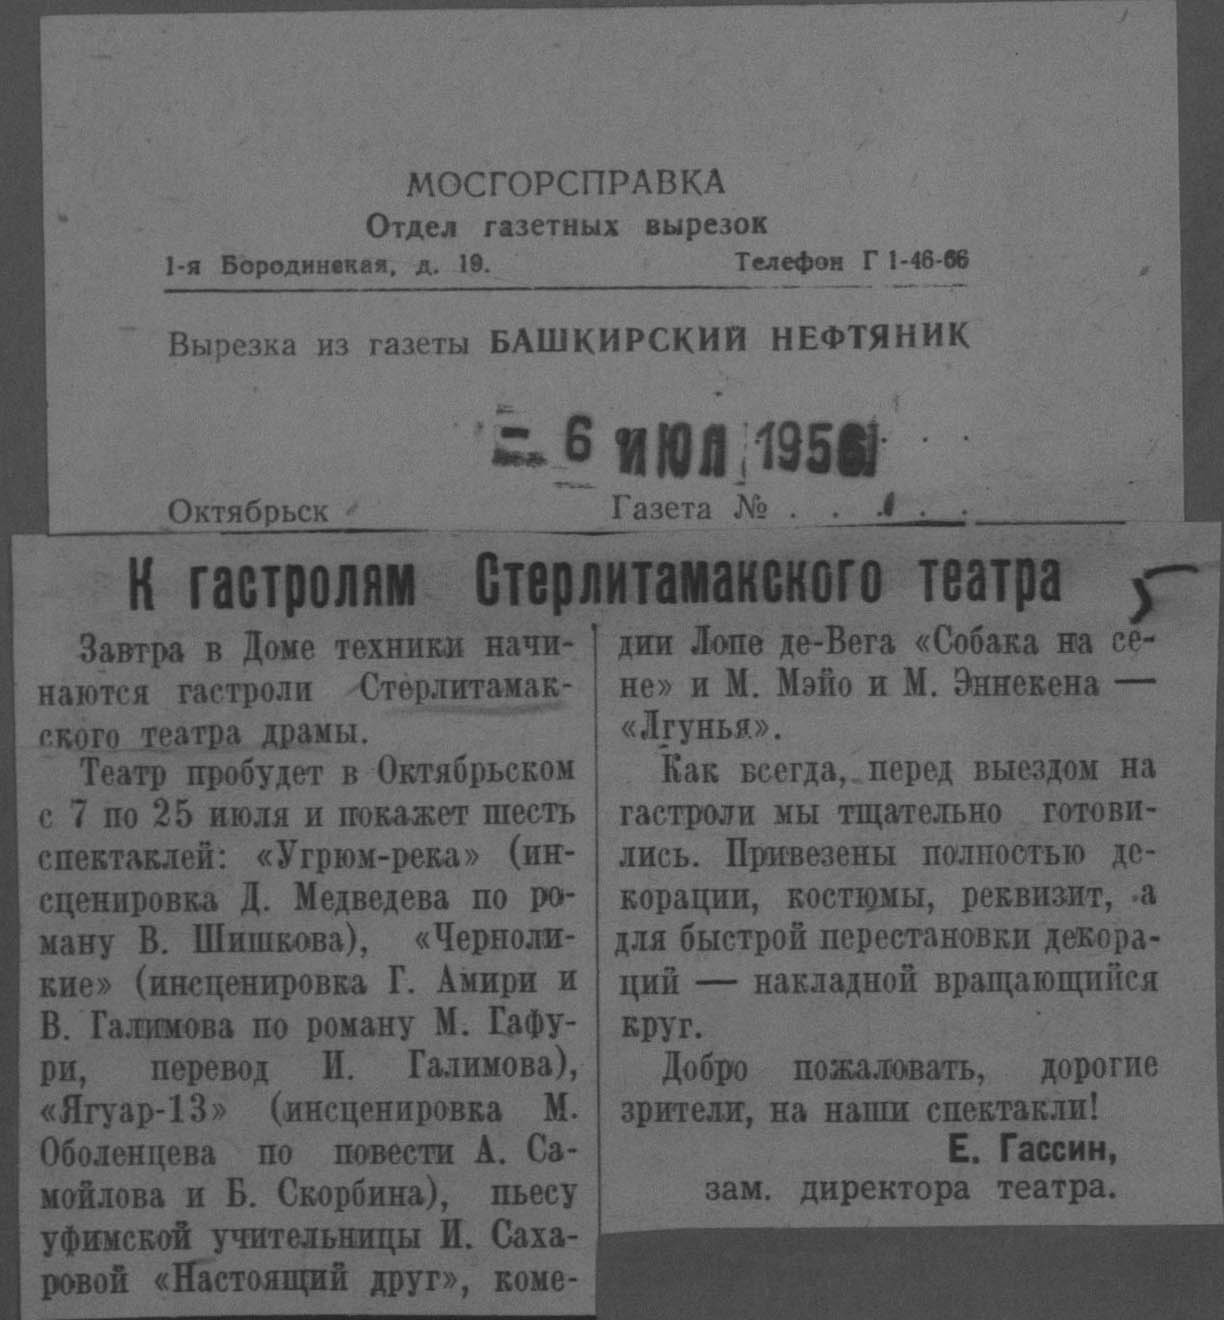 МОСГОРСПРАВКА
Отдел газетных вырезок
1-я Бородинская, д. 19.
Телефон Г 1-46-66
Вырезка из газеты БАШКИРСКИЙ НЕФТЯНИК
- 6 ИЮЛ 1956
Октябрьск
Газета № . . . . .
К гастролям Стерлитамакского театра
5
Завтра в Доме техники начи-
наются гастроли Стерлитамак-
ского театра драмы.
Театр пробудет в Октябрьском
с 7 по 25 июля и покажет шесть
спектаклей: «Угрюм-река» (ин-
сценировка Д. Медведева по ро-
ману В. Шишкова), «Черноли-
кие» (инсценировка Г. Амири и
В. Галимова по роману М. Гафу-
ри, перевод И. Галимова),
«Ягуар-13» (инсценировка М.
Оболенцева по повести А. Са-
мойлова и Б. Скорбина), пьесу
уфимской учительницы И. Саха-
ровой «Настоящий друг», коме-
дии Лопе де-Вега «Собака на се-
не» и М. Мэйо и М. Эннекена —
«Лгунья».
Как всегда, перед выездом на
гастроли мы тщательно готови-
лись. Привезены полностью де-
корации, костюмы, реквизит, а
для быстрой перестановки декора-
ций — накладной вращающийся
круг.
Добро пожаловать, дорогие
зрители, на наши спектакли!
Е. Гассин,
зам. директора театра.